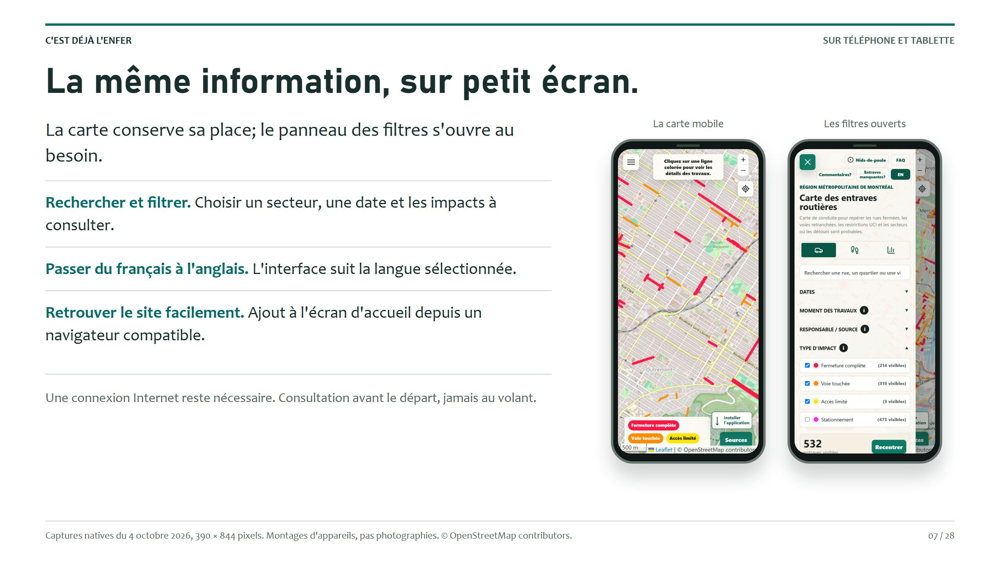 C'EST DÉJÀ L'ENFER
SUR TÉLÉPHONE ET TABLETTE
La même information, sur petit écran.
La carte conserve sa place; le panneau des filtres s'ouvre au
besoin.
Rechercher et filtrer. Choisir un secteur, une date et les impacts à
consulter.
Passer du français à l'anglais. L'interface suit la langue sélectionnée.
Retrouver le site facilement. Ajout à l'écran d'accueil depuis un
navigateur compatible.
Une connexion Internet reste nécessaire. Consultation avant le départ, jamais au volant.
La carte mobile
Cliquez sur une ligne
colorée pour voir les
détails des travaux.
+
−
Parc du
Père-Marquette
Rue Clark
Boulevard Saint-Laurent
Outremont
Installer
l'application
Fermeture complète
Voie touchée
Accès limité
Sources
500 m
Leaflet | © OpenStreetMap contributors
Les filtres ouverts
Nids-de-poule
FAQ
Commentaires?
Entraves
manquantes?
EN
RÉGION MÉTROPOLITAINE DE MONTRÉAL
Carte des entraves
routières
Carte de conduite pour repérer les rues fermées, les
voies retranchées, les restrictions UCI et les secteurs
où les détours sont probables.
Rechercher une rue, un quartier ou une vi
DATES
MOMENT DES TRAVAUX i
RESPONSABLE / SOURCE i
TYPE D'IMPACT i
Fermeture complète (214 visibles)
Voie touchée (315 visibles)
Accès limité (3 visibles)
Stationnement (473 visibles)
532
entraves visibles
Recentrer
Captures natives du 4 octobre 2026, 390 × 844 pixels. Montages d'appareils, pas photographies. © OpenStreetMap contributors.
07 / 28